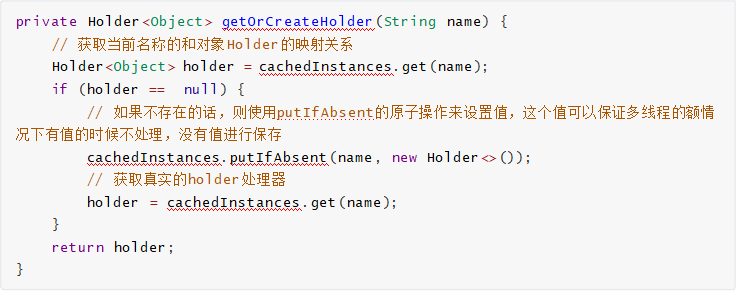 private Holder<Object> getOrCreateHolder(String name) {
    // 获取当前名称的和对象Holder的映射关系
    Holder<Object> holder = cachedInstances.get(name);
    if (holder ==  null) {
        // 如果不存在的话，则使用putIfAbsent的原子操作来设置值，这个值可以保证多线程的额情
况下有值的时候不处理，没有值进行保存
        cachedInstances.putIfAbsent(name, new Holder<>());
        // 获取真实的holder处理器
        holder = cachedInstances.get(name);
    }
    return holder;
}